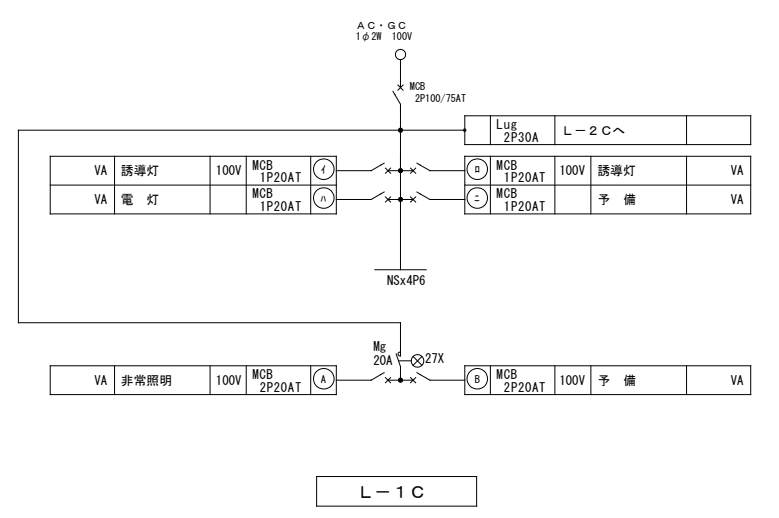 AC・GC
1φ2W 100V
MCB
2P100/75AT
Lug
2P30A
L-2Cへ
VA 誘導灯 100V MCB 1P20AT イ
ロ MCB 1P20AT 100V 誘導灯 VA
VA 電灯 MCB 1P20AT ハ
ニ MCB 1P20AT 予備 VA
NSx4P6
Mg
20A
27X
VA 非常照明 100V MCB 2P20AT A
B MCB 2P20AT 100V 予備 VA
L-1C